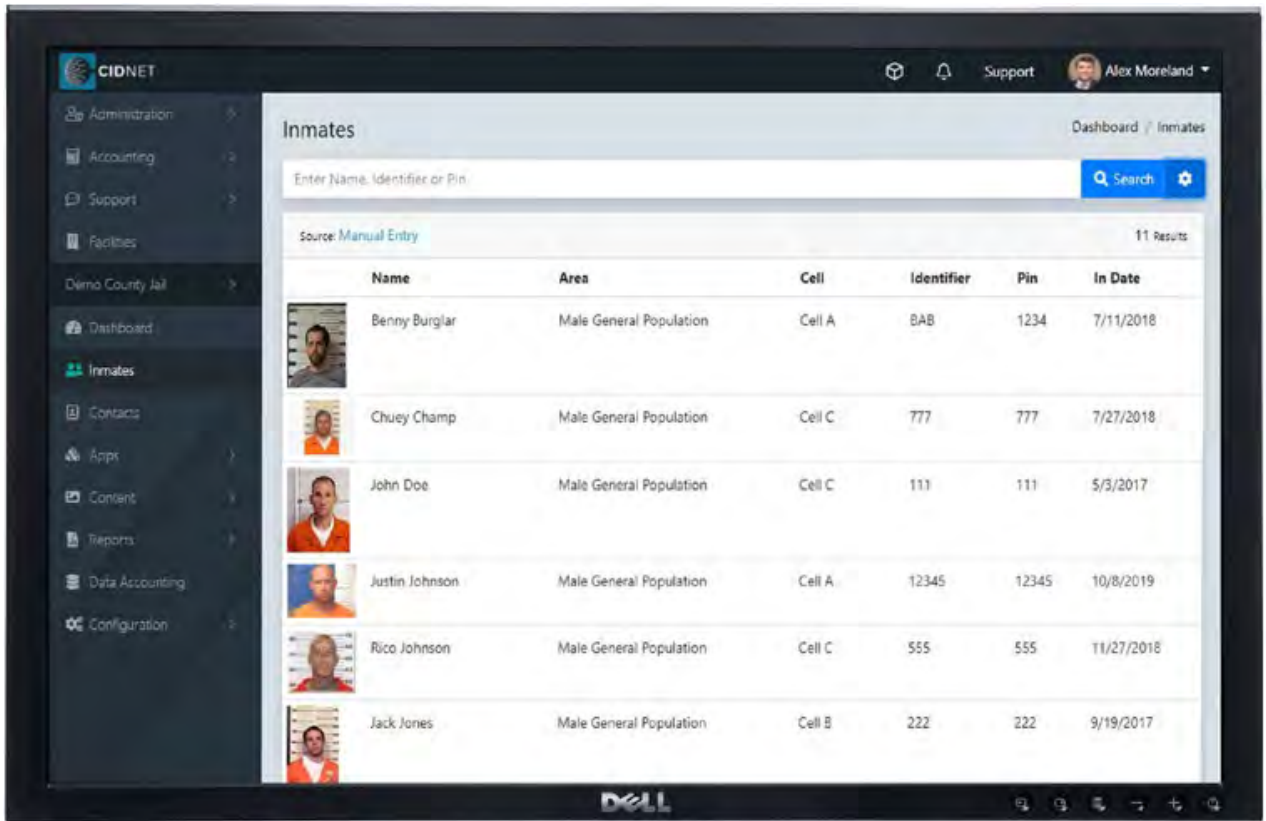 CIDNET
Support
Alex Moreland
Administration
Accounting
Support
Facilities
Demo County Jail
Dashboard
Inmates
Contacts
Apps
Content
Reports
Data Accounting
Configuration
Inmates
Dashboard / Inmates
Enter Name, Identifier or Pin
Search
Source: Manual Entry
11 Results
Name Area Cell Identifier Pin In Date
Benny Burglar Male General Population Cell A BAB 1234 7/11/2018
Chuey Champ Male General Population Cell C 777 777 7/27/2018
John Doe Male General Population Cell C 111 111 5/3/2017
Justin Johnson Male General Population Cell A 12345 12345 10/8/2019
Rico Johnson Male General Population Cell C 555 555 11/27/2018
Jack Jones Male General Population Cell B 222 222 9/19/2017
DELL